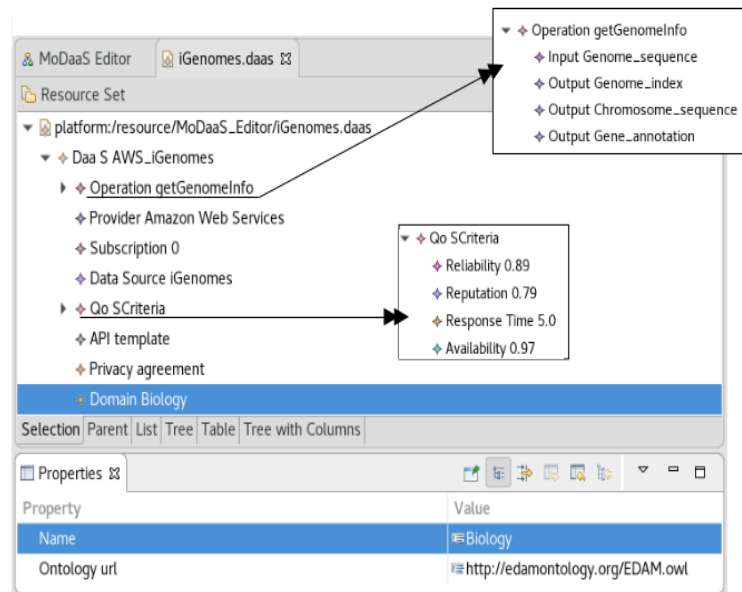 MoDaaS Editor
iGenomes.daas
Resource Set
platform:/resource/MoDaaS_Editor/iGenomes.daas
Daa S AWS_iGenomes
Operation getGenomeInfo
Provider Amazon Web Services
Subscription 0
Data Source iGenomes
Qo SCriteria
API template
Privacy agreement
Domain Biology
Selection Parent List Tree Table Tree with Columns
Operation getGenomeInfo
Input Genome_sequence
Output Genome_index
Output Chromosome_sequence
Output Gene_annotation
Qo SCriteria
Reliability 0.89
Reputation 0.79
Response Time 5.0
Availability 0.97
Properties
Property Value
Name Biology
Ontology url http://edamontology.org/EDAM.owl